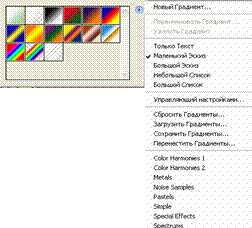 Новый Градиент...
Переименовать Градиент...
Удалить Градиент
Только Текст
Маленький Эскиз
Большой Эскиз
Небольшой Список
Большой Список
Управляющий настройками...
Сбросить Градиенты...
Загрузить Градиенты...
Сохранить Градиенты...
Переместить Градиенты...
Color Harmonies 1
Color Harmonies 2
Metals
Noise Samples
Pastels
Simple
Special Effects
Spectrums